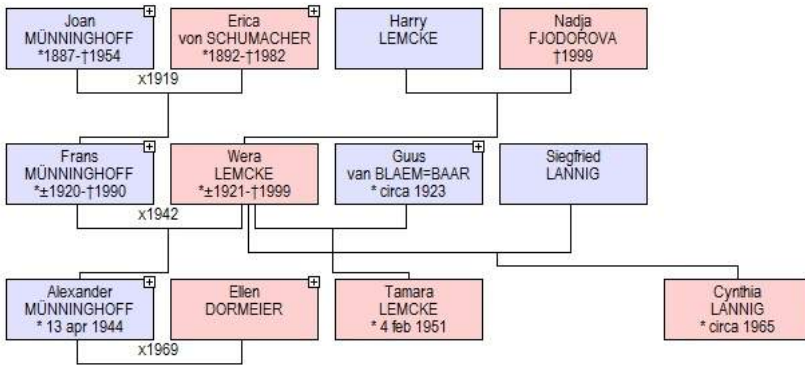 Joan
MÜNNINGHOFF
*1887-†1954
Erica
von SCHUMACHER
*1892-†1982
Harry
LEMCKE
Nadja
FJODOROVA
†1999
x1919
Frans
MÜNNINGHOFF
*±1920-†1990
Wera
LEMCKE
*±1921-†1999
Guus
van BLAEM=BAAR
* circa 1923
Siegfried
LANNIG
x1942
Alexander
MÜNNINGHOFF
* 13 apr 1944
Ellen
DORMEIER
Tamara
LEMCKE
* 4 feb 1951
Cynthia
LANNIG
* circa 1965
x1969